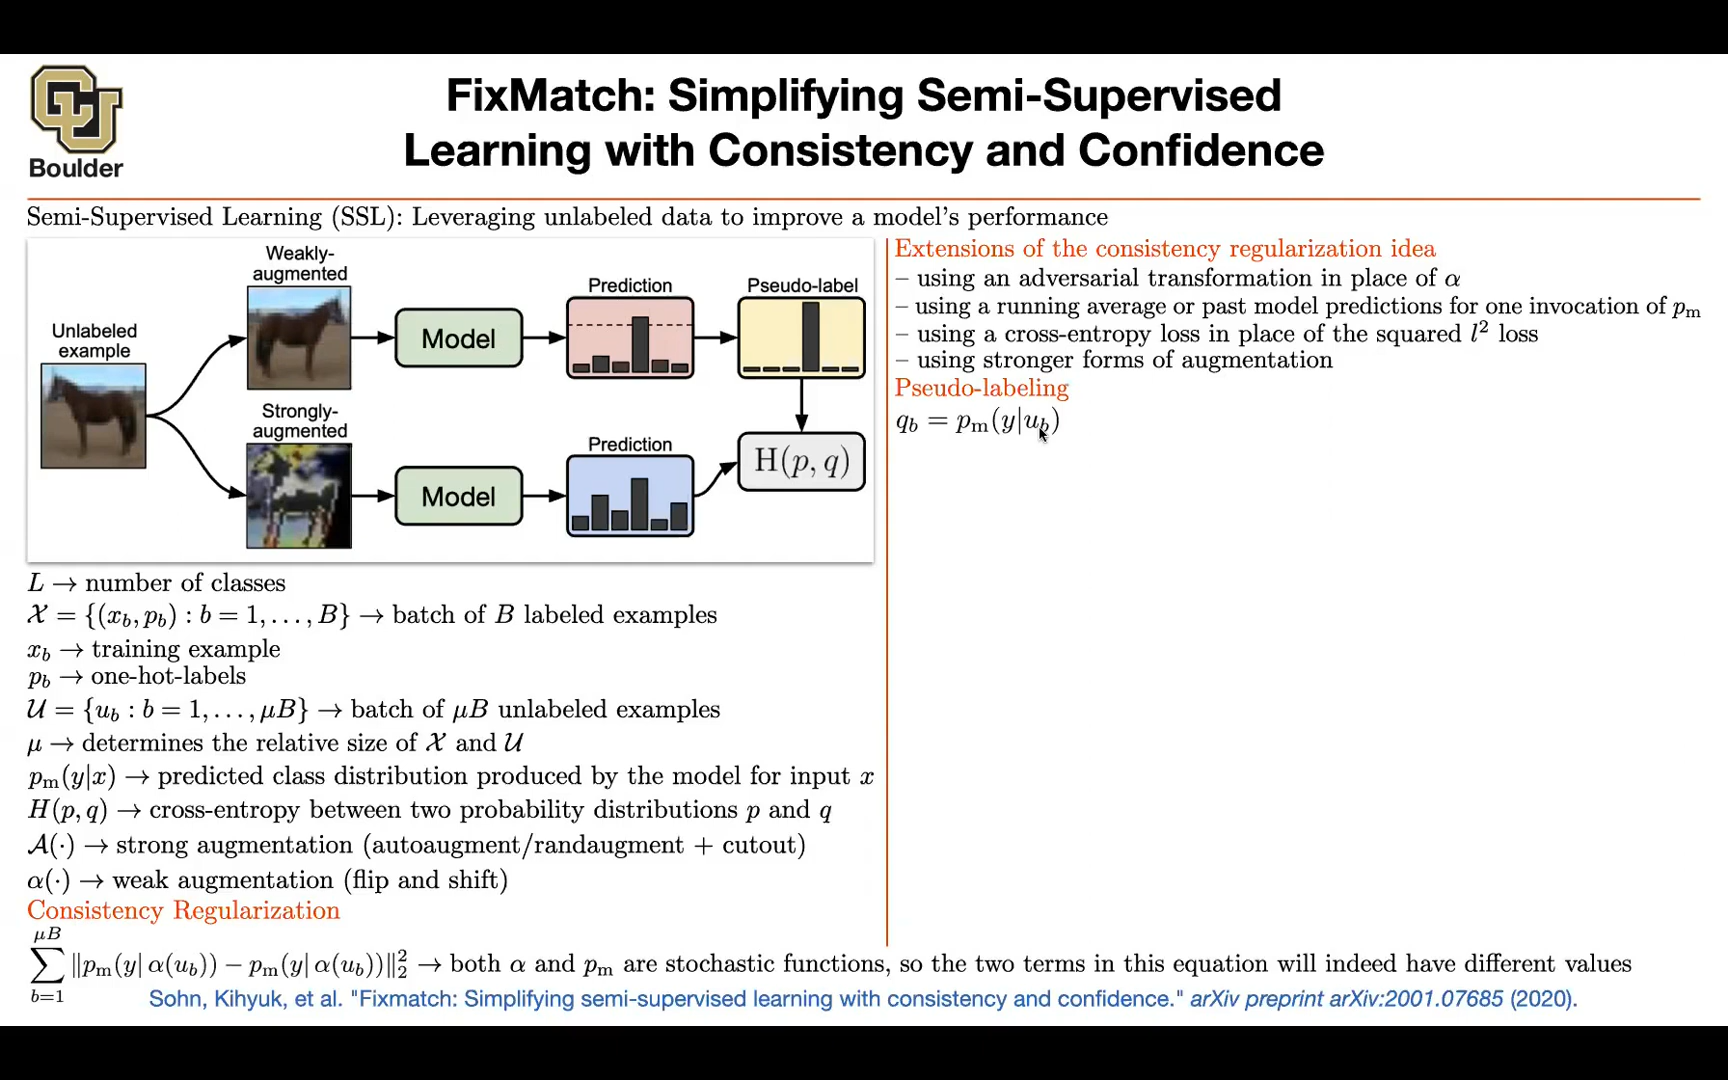 FixMatch: Simplifying Semi-Supervised
Learning with Consistency and Confidence
CU
Boulder
Semi-Supervised Learning (SSL): Leveraging unlabeled data to improve a model's performance
Unlabeled
example
Weakly-
augmented
Strongly-
augmented
Model
Model
Prediction
Prediction
Pseudo-label
H(p, q)
L → number of classes
𝒳 = {(x_b, p_b) : b = 1, . . . , B} → batch of B labeled examples
x_b → training example
p_b → one-hot-labels
𝒰 = {u_b : b = 1, . . . , μB} → batch of μB unlabeled examples
μ → determines the relative size of 𝒳 and 𝒰
p_m(y|x) → predicted class distribution produced by the model for input x
H(p, q) → cross-entropy between two probability distributions p and q
𝒜(·) → strong augmentation (autoaugment/randaugment + cutout)
α(·) → weak augmentation (flip and shift)
Consistency Regularization
∑_{b=1}^{μB} ‖p_m(y| α(u_b)) − p_m(y| α(u_b))‖_2^2 → both α and p_m are stochastic functions, so the two terms in this equation will indeed have different values
Extensions of the consistency regularization idea
– using an adversarial transformation in place of α
– using a running average or past model predictions for one invocation of p_m
– using a cross-entropy loss in place of the squared l² loss
– using stronger forms of augmentation
Pseudo-labeling
q_b = p_m(y|u_b)
Sohn, Kihyuk, et al. "Fixmatch: Simplifying semi-supervised learning with consistency and confidence." arXiv preprint arXiv:2001.07685 (2020).